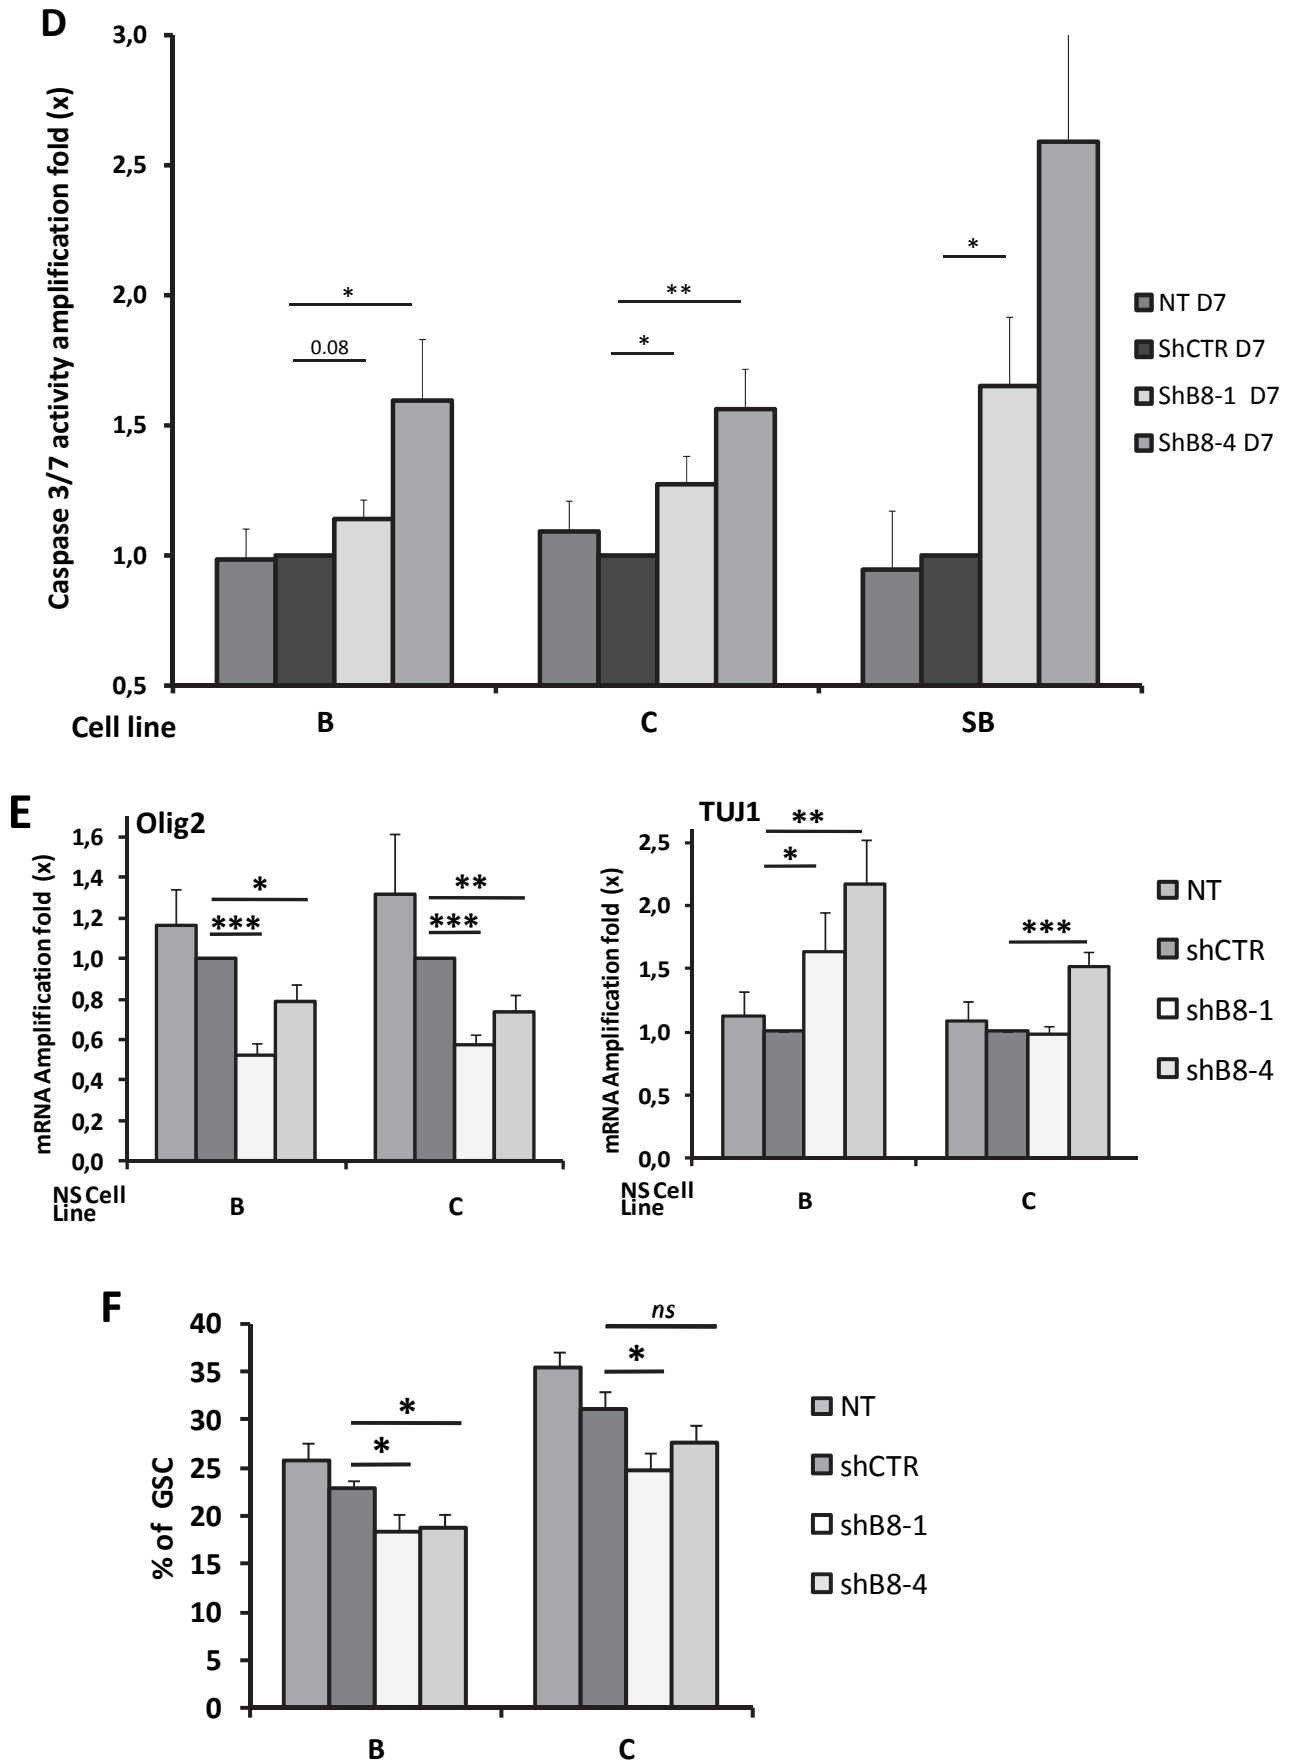 D
Caspase 3/7 activity amplification fold (x)
3,0
2,5
2,0
1,5
1,0
0,5
*
0.08
**
*
*
NT D7
ShCTR D7
ShB8-1 D7
ShB8-4 D7
Cell line
B
C
SB
E
Olig2
mRNA Amplification fold (x)
1,6
1,4
1,2
1,0
0,8
0,6
0,4
0,2
0,0
*
***
**
***
NS Cell
Line
B
C
TUJ1
mRNA Amplification fold (x)
2,5
2,0
1,5
1,0
0,5
0,0
**
*
***
NS Cell
Line
B
C
NT
shCTR
shB8-1
shB8-4
F
% of GSC
40
35
30
25
20
15
10
5
0
*
*
ns
*
B
C
NT
shCTR
shB8-1
shB8-4